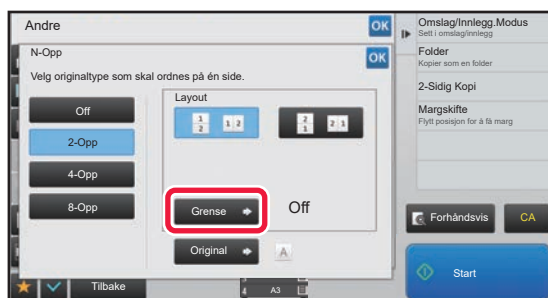 Andre
OK
N-Opp
OK
Velg originaltype som skal ordnes på én side.
Off
2-Opp
4-Opp
8-Opp
Layout
1
2
1 2
2
1
2 1
Grense
Off
Original
A
Tilbake
4
A3
Omslag/Innlegg.Modus
Sett i omslag/innlegg
Folder
Kopier som en folder
2-Sidig Kopi
Margskifte
Flytt posisjon for å få marg
Forhåndsvis
CA
Start